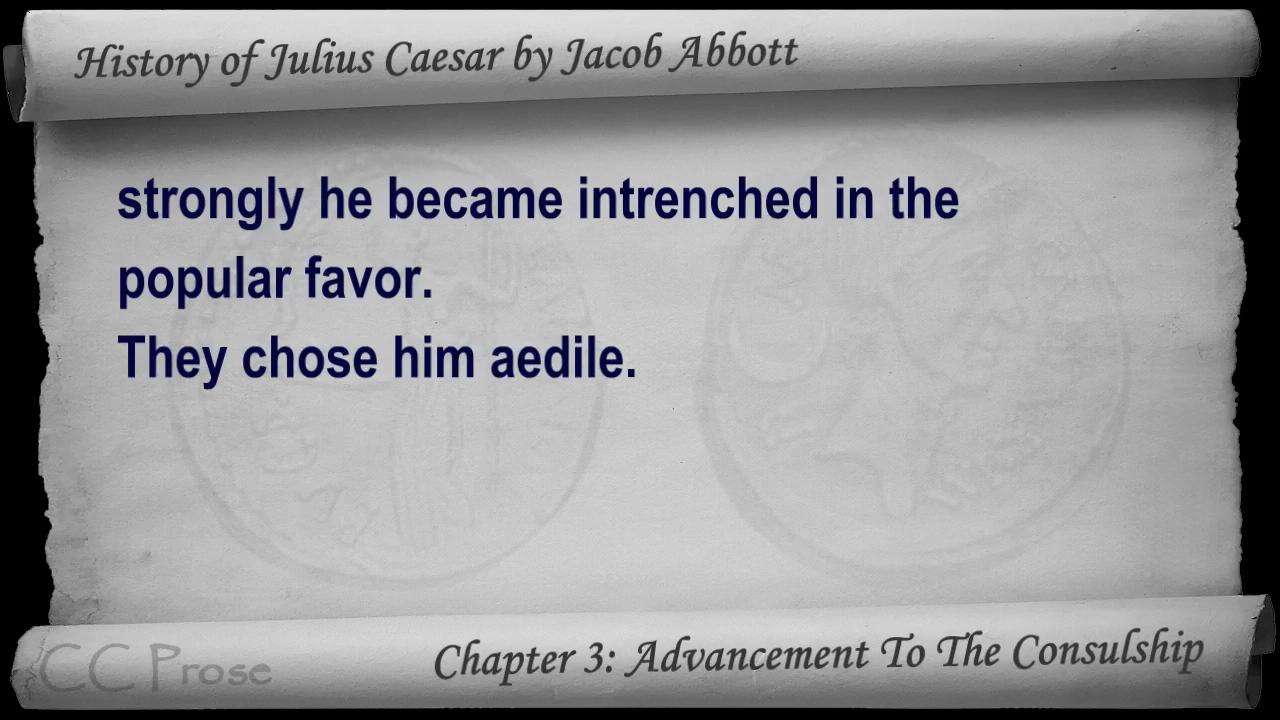 History of Julius Caesar by Jacob Abbott
strongly he became intrenched in the
popular favor.
They chose him aedile.
CC Prose
Chapter 3: Advancement To The Consulship